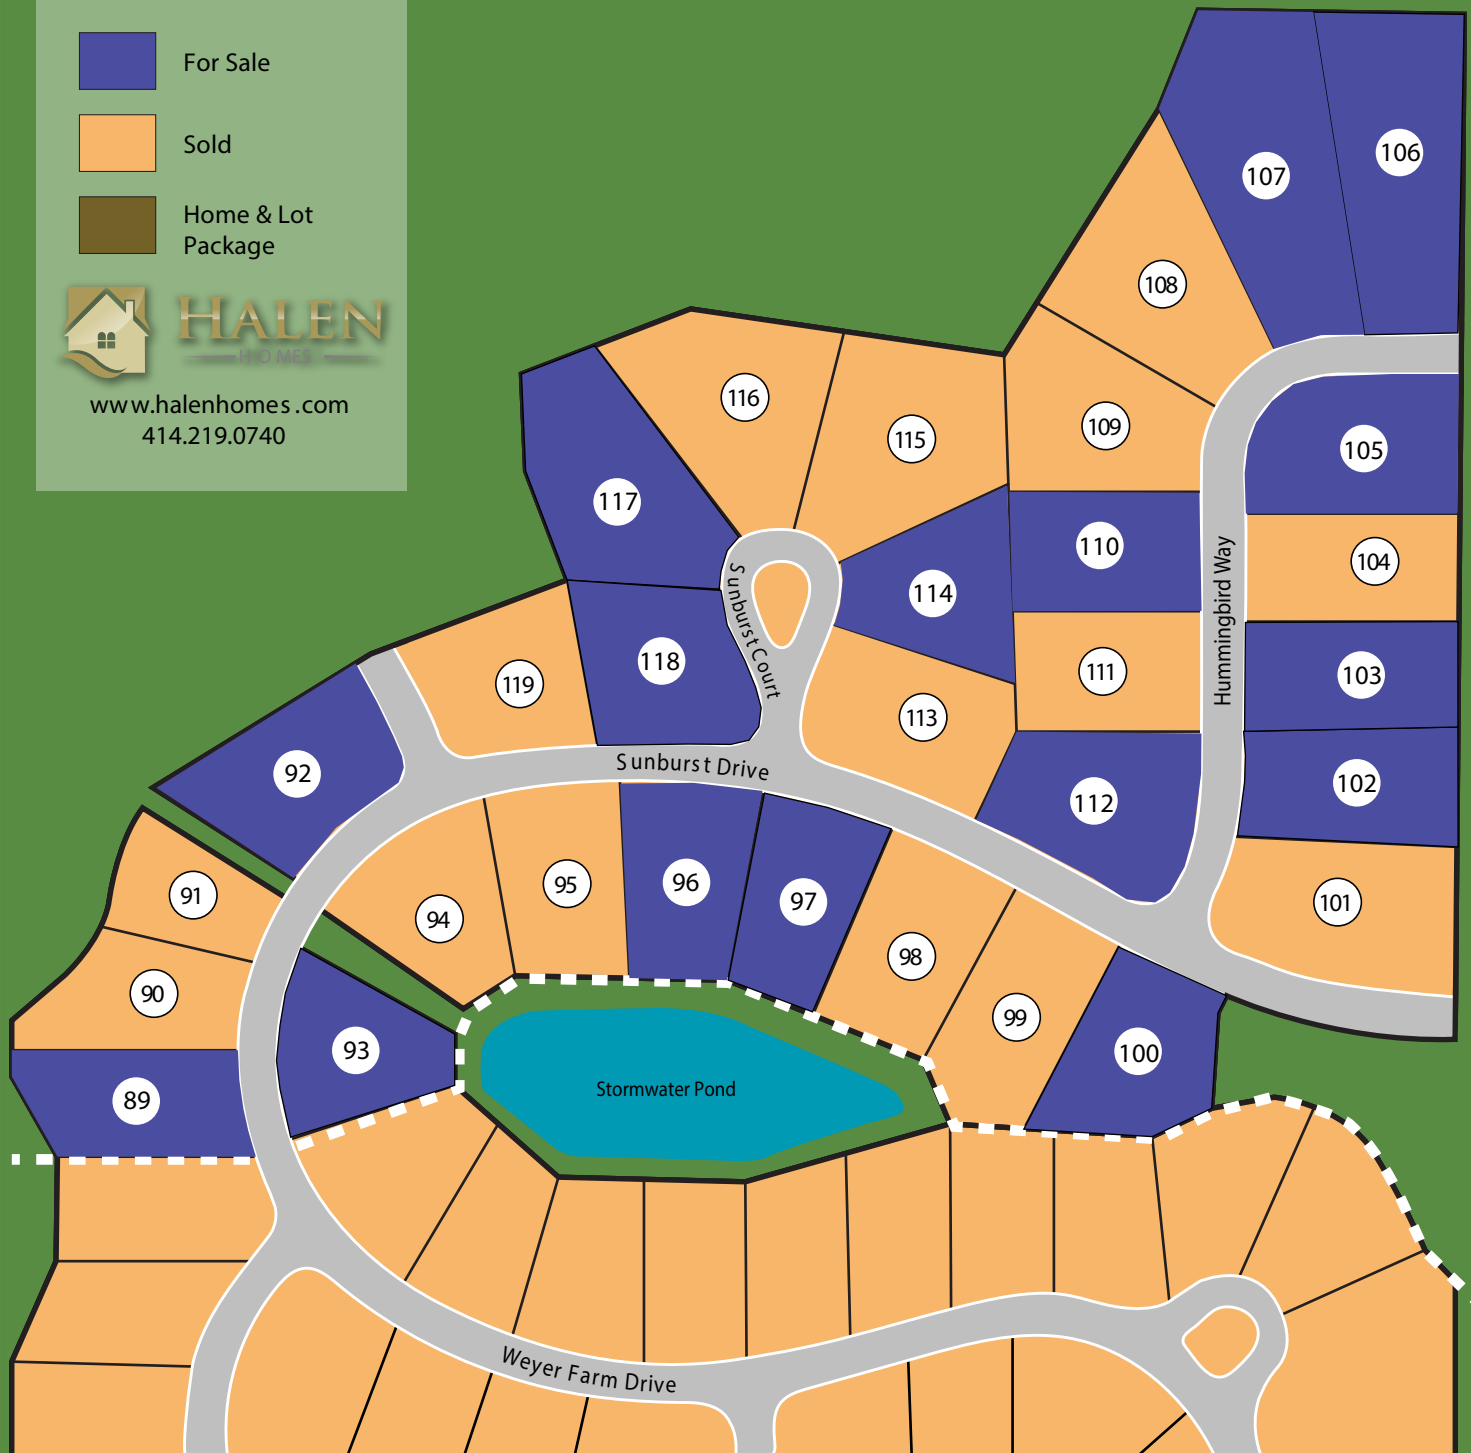 For Sale
Sold
Home & Lot
Package
HALEN
HOMES
www.halenhomes.com
414.219.0740
106
107
108
116
109
115
105
117
110
104
114
118
111
103
119
113
Sunburst Court
Hummingbird Way
Sunburst Drive
92
112
102
96
95
91
97
101
94
98
90
99
93
100
89
Stormwater Pond
Weyer Farm Drive